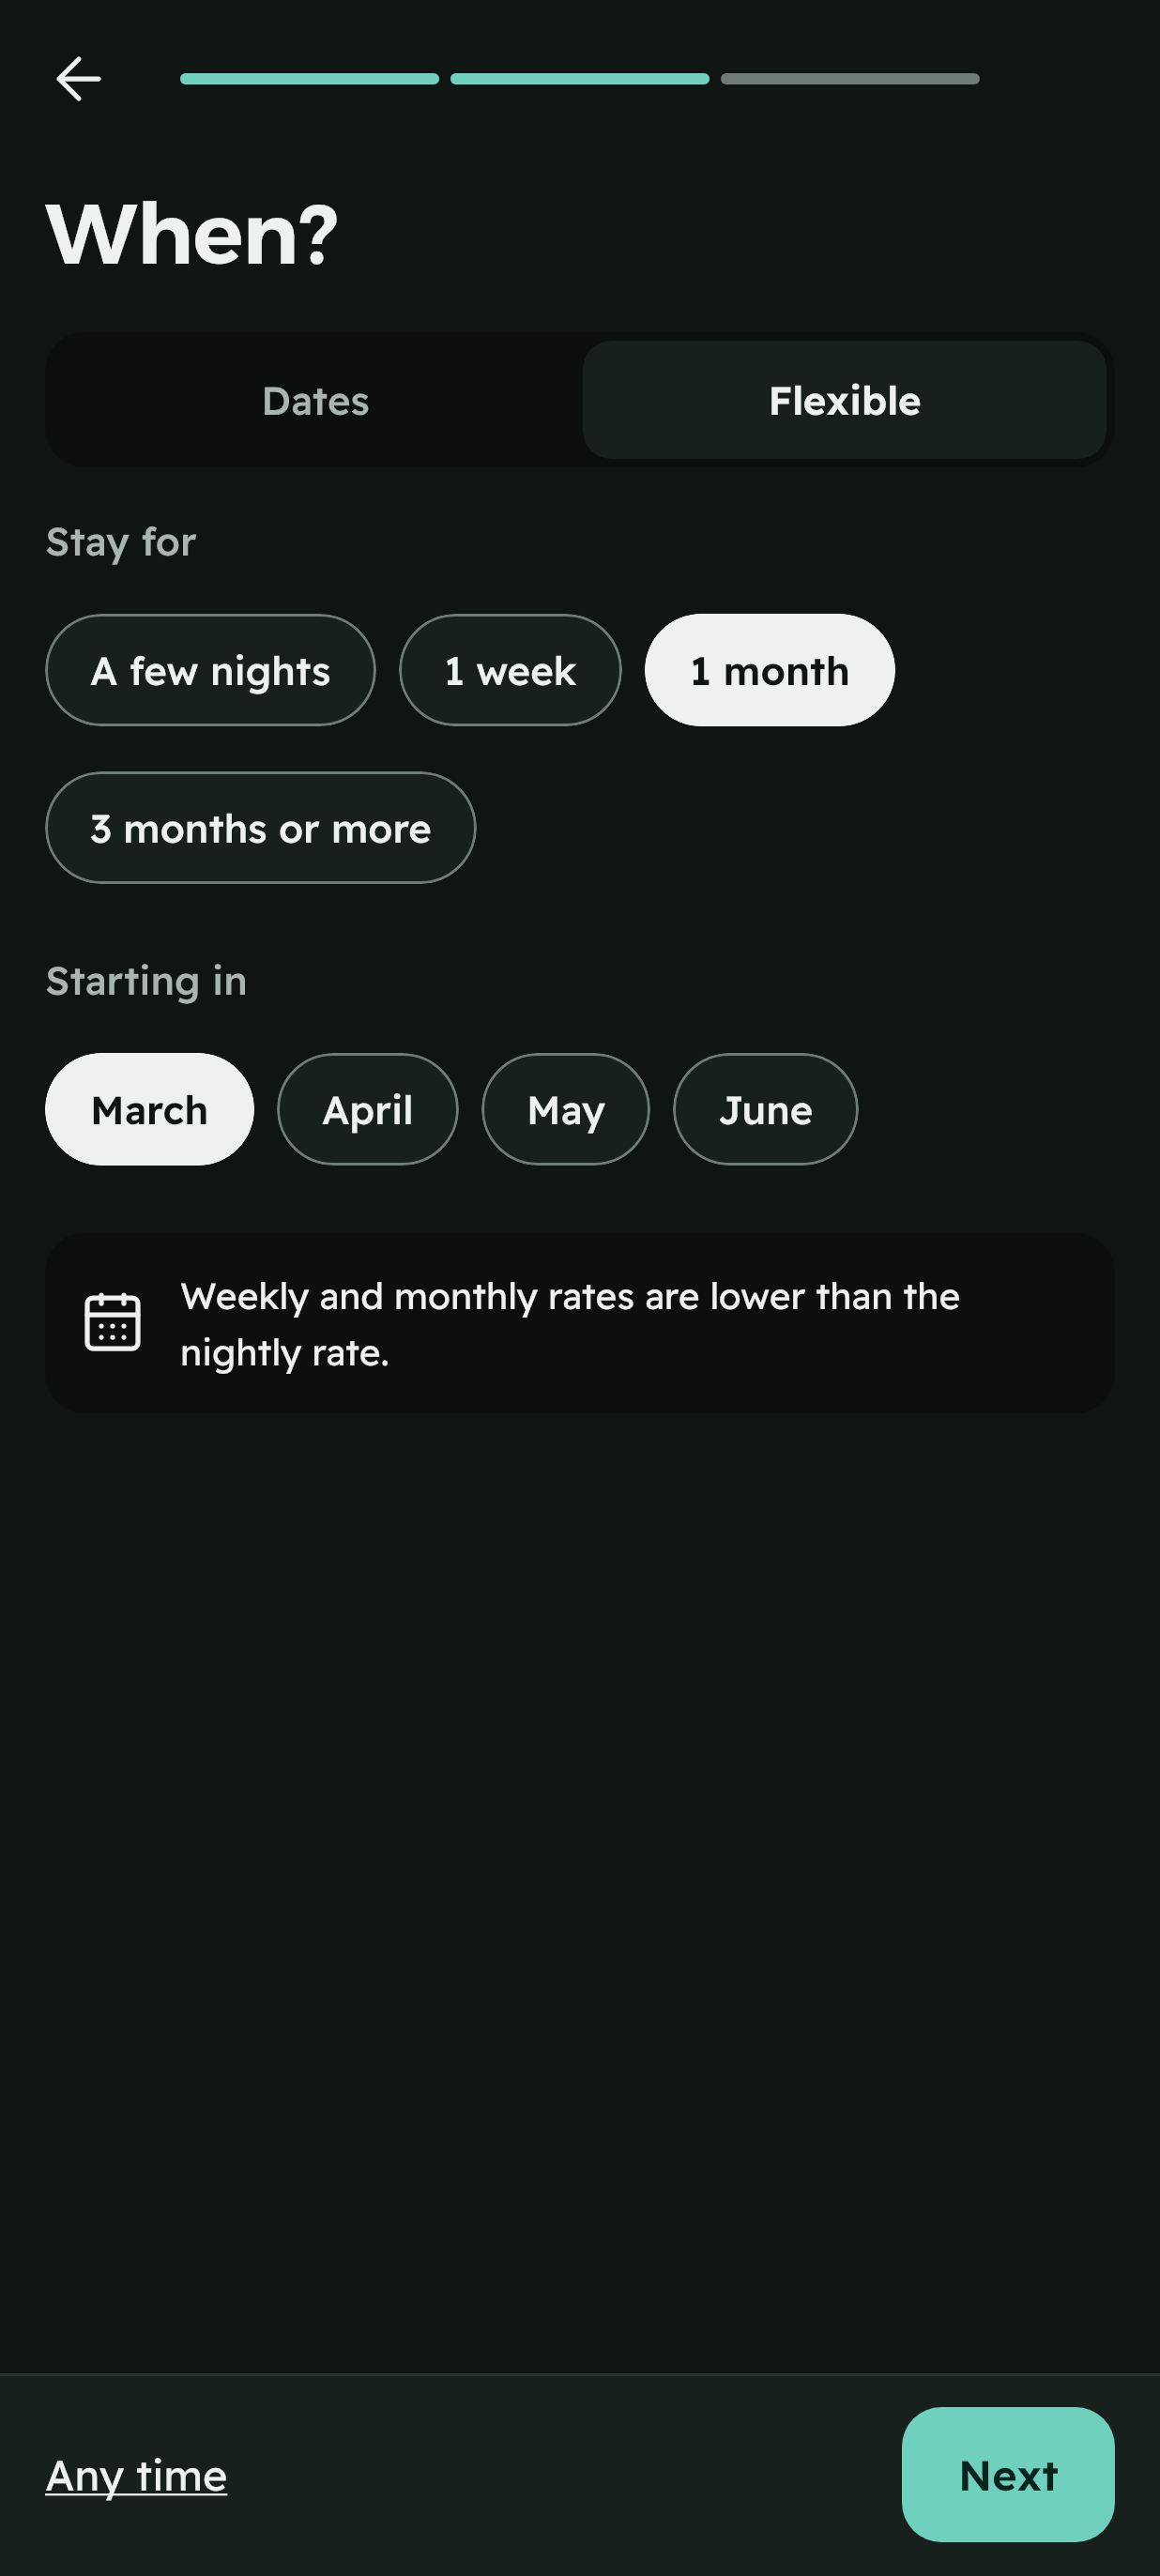 When?
Dates
Flexible
Stay for
A few nights
1 week
1 month
3 months or more
Starting in
March
April
May
June
Weekly and monthly rates are lower than the
nightly rate.
Any time
Next